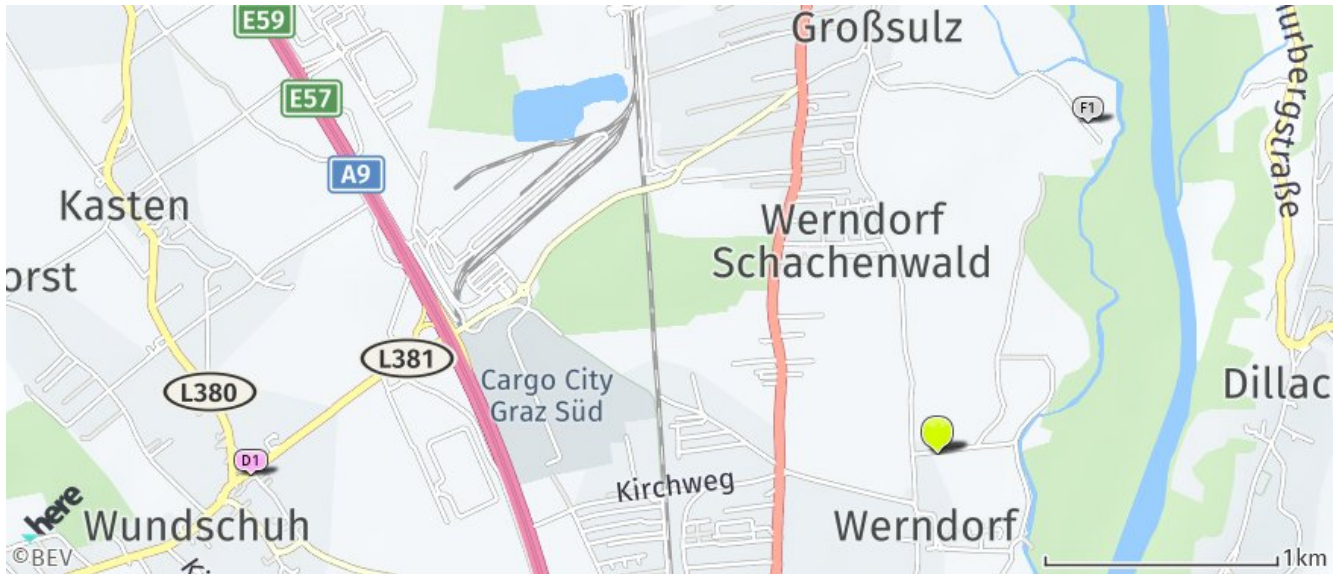 E59
Großsulz
urbergstraße
E57
F1
A9
Kasten
Werndorf
Schachenwald
orst
L381
L380
Cargo City
Graz Süd
Dillac
D1
Kirchweg
here
Wundschuh
Werndorf
©BEV
Ki
1km